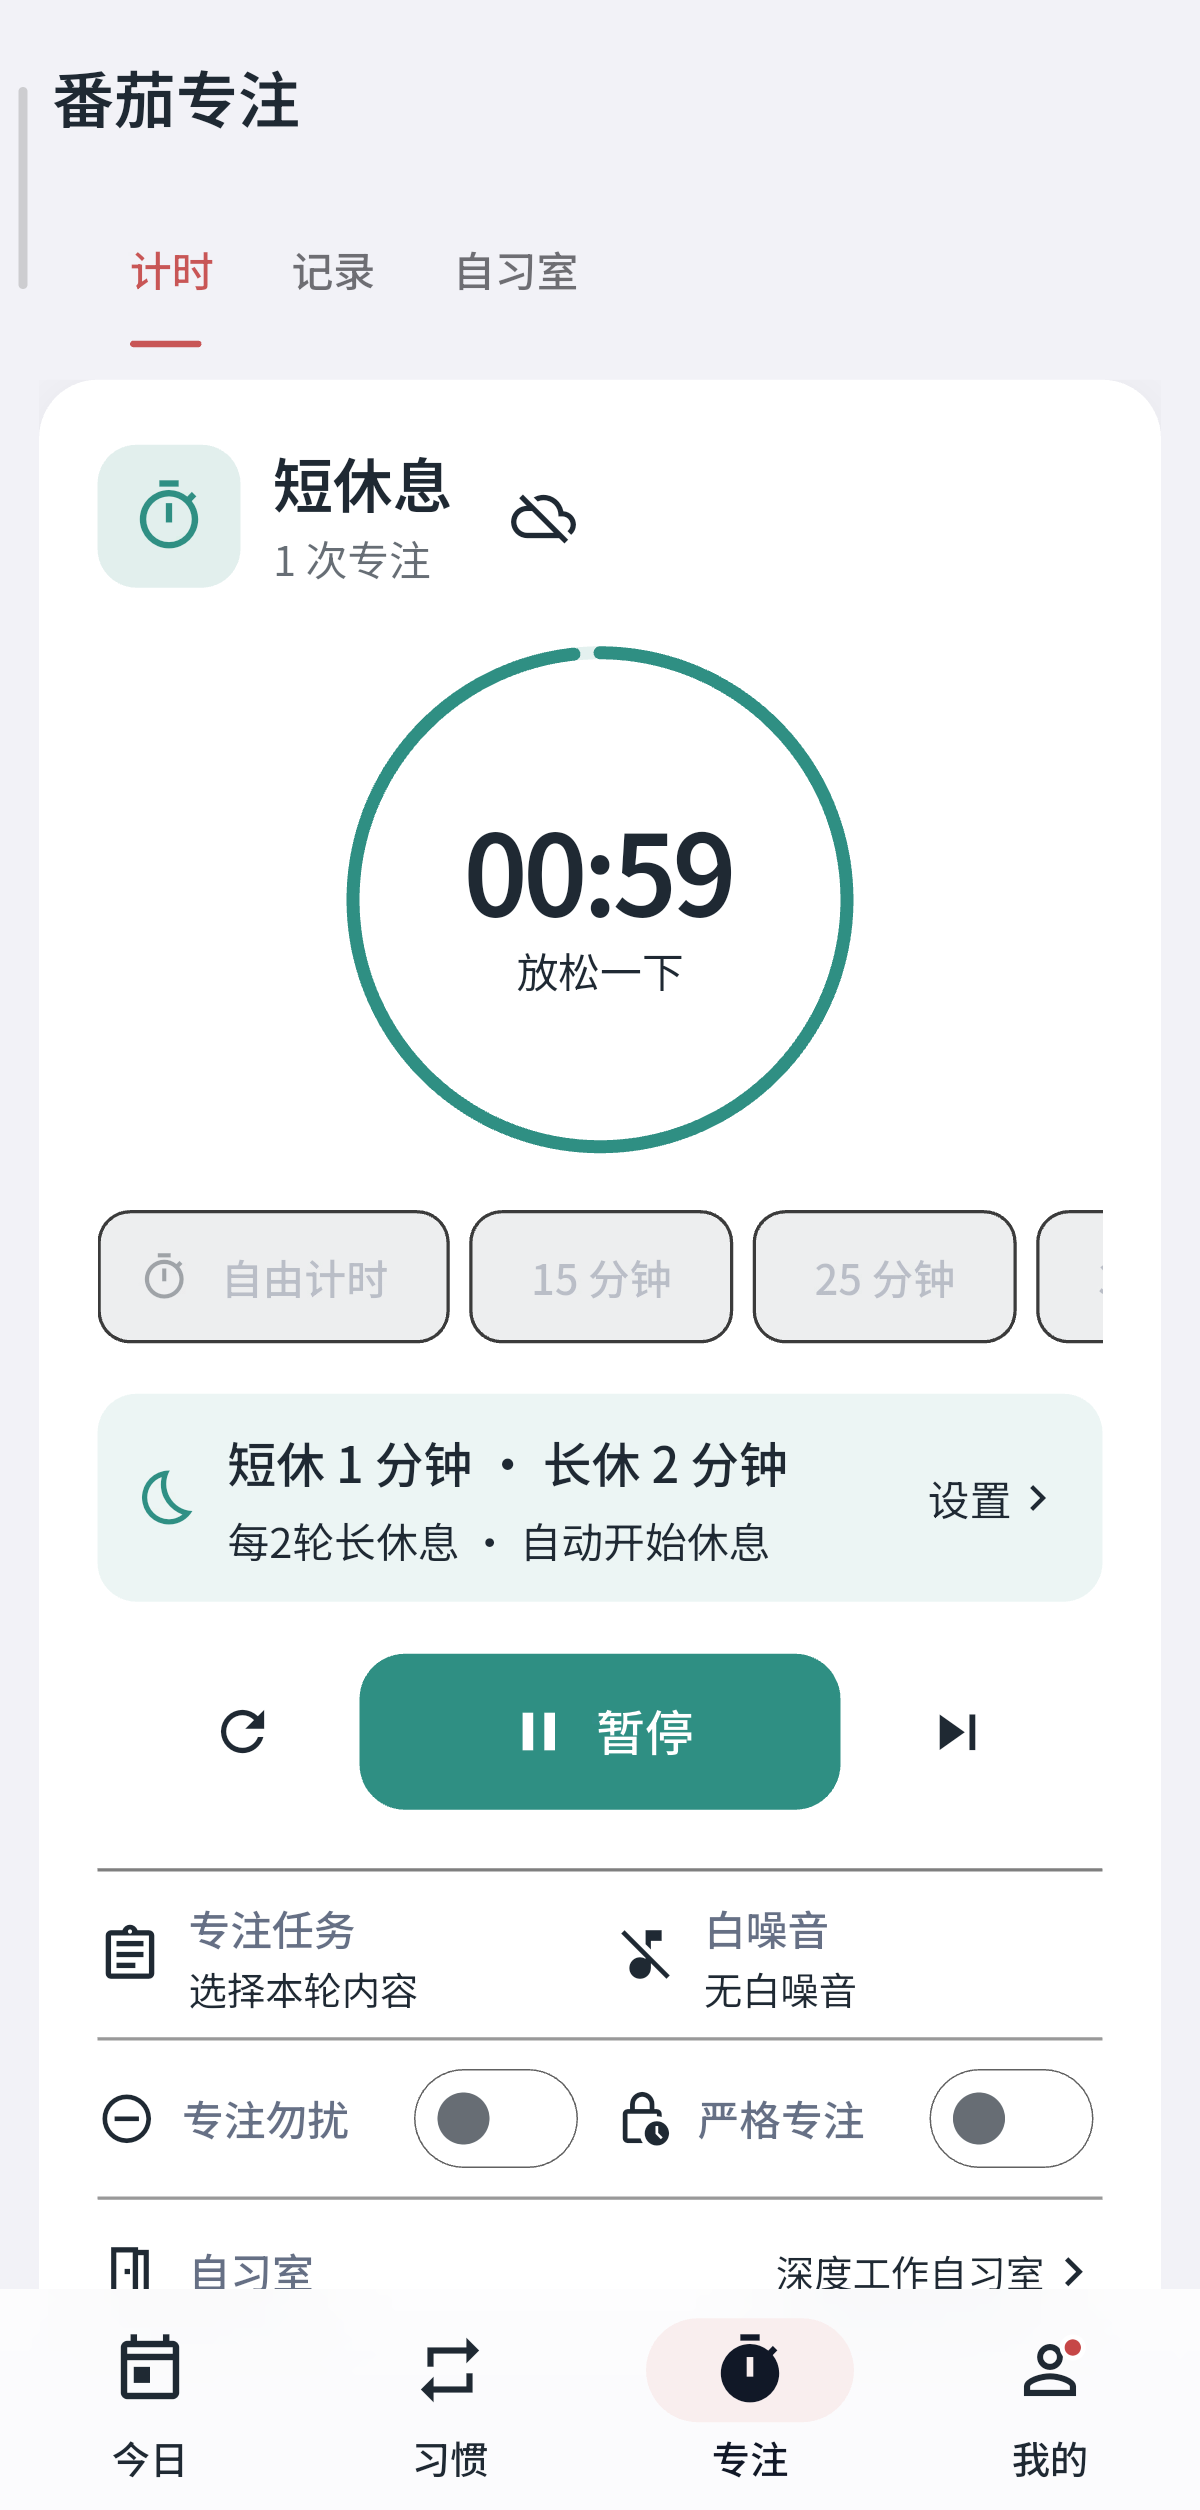 番茄专注
计时
记录
自习室
短休息
1 次专注
00:59
放松一下
自由计时
15 分钟
25 分钟
短休 1 分钟 · 长休 2 分钟
每2轮长休息 · 自动开始休息
设置
暂停
专注任务
选择本轮内容
白噪音
无白噪音
专注勿扰
严格专注
自习室
深度工作自习室
今日
习惯
专注
我的